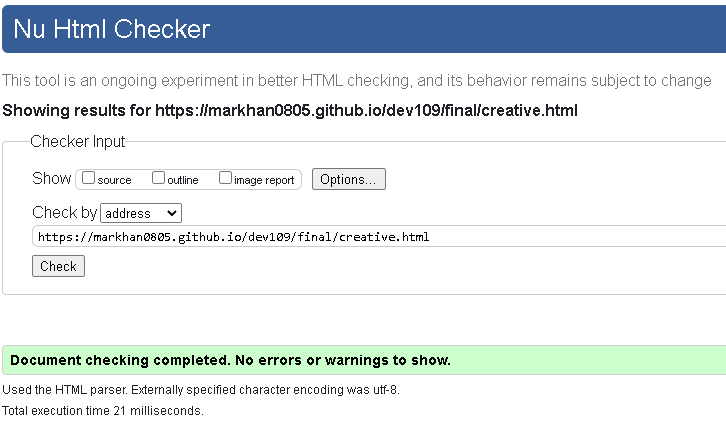 Nu Html Checker
This tool is an ongoing experiment in better HTML checking, and its behavior remains subject to change
Showing results for https://markhan0805.github.io/dev109/final/creative.html
Checker Input
Show source outline image report Options...
Check by address
https://markhan0805.github.io/dev109/final/creative.html
Check
Document checking completed. No errors or warnings to show.
Used the HTML parser. Externally specified character encoding was utf-8.
Total execution time 21 milliseconds.